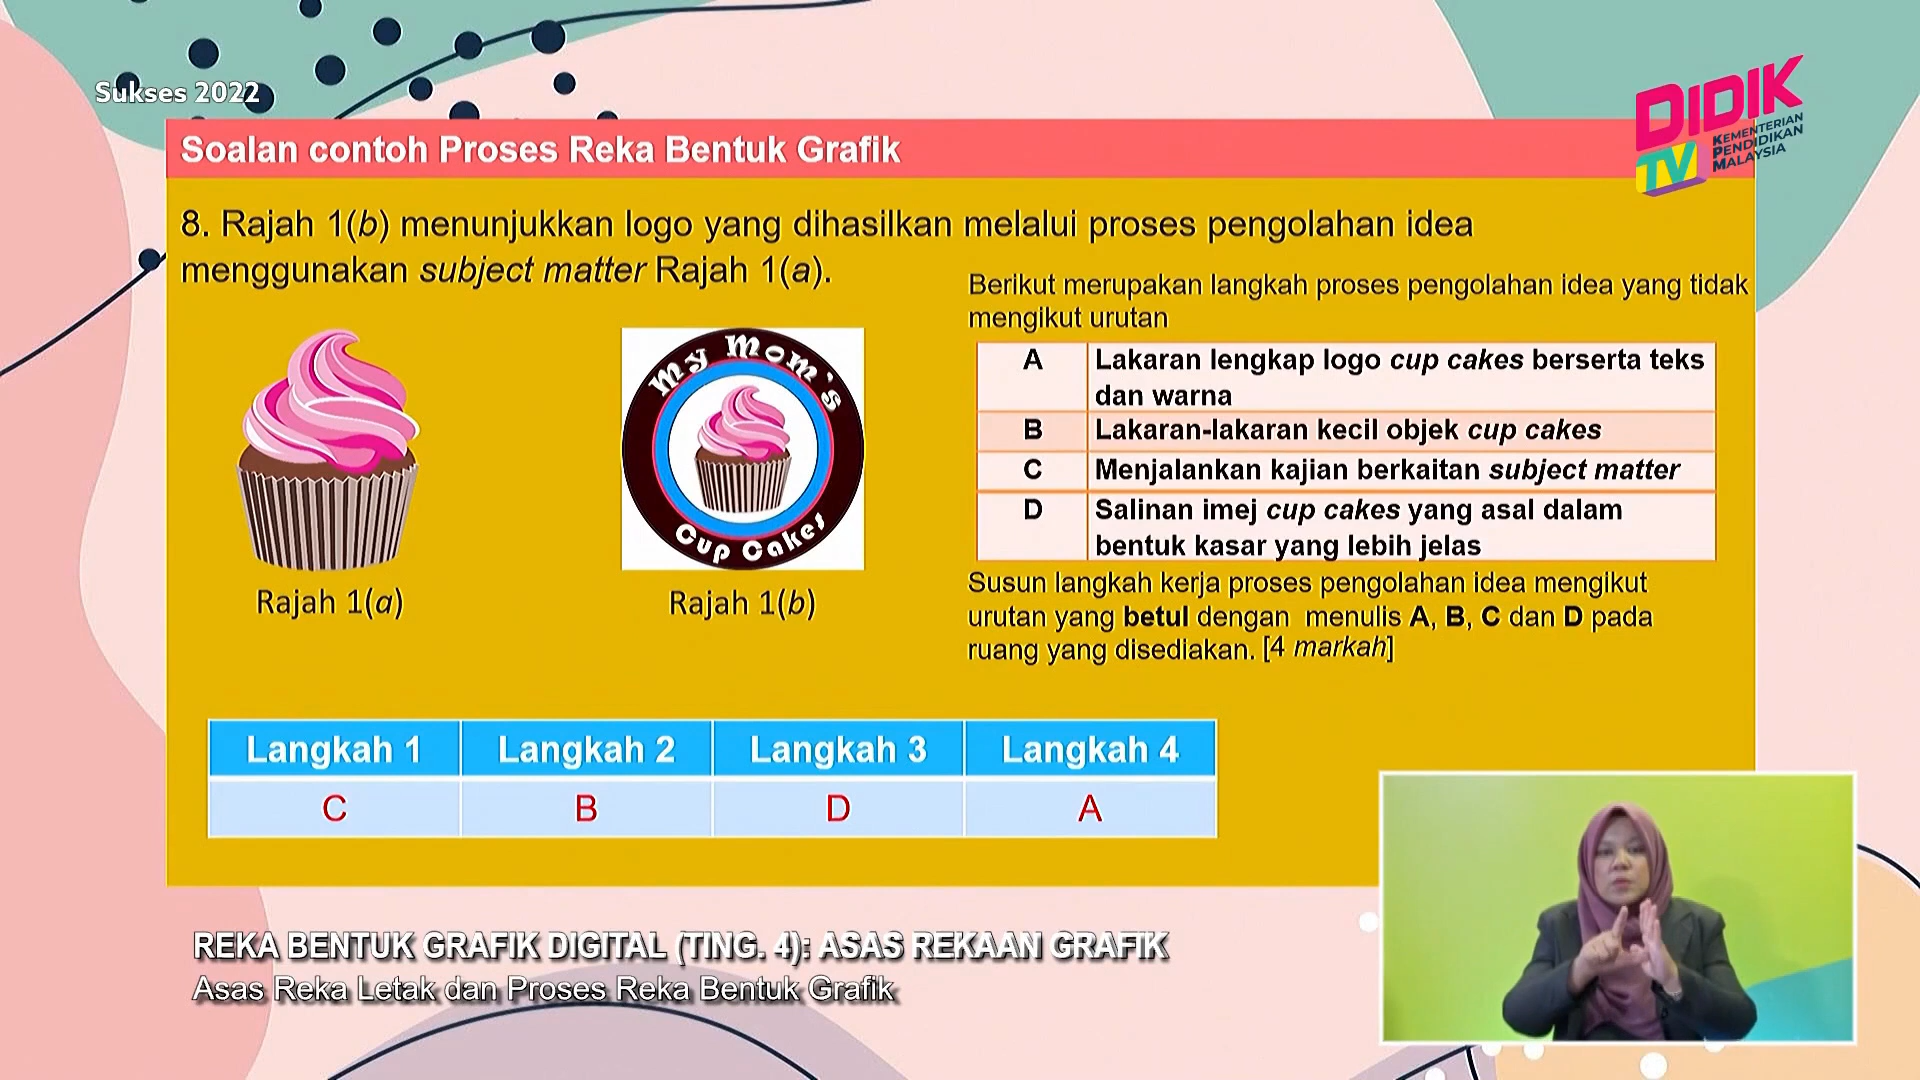 Sukses 2022
DIDIK
TV
KEMENTERIAN
PENDIDIKAN
MALAYSIA
Soalan contoh Proses Reka Bentuk Grafik
8. Rajah 1(b) menunjukkan logo yang dihasilkan melalui proses pengolahan idea
menggunakan subject matter Rajah 1(a).
My Mom's
Cup Cakes
Rajah 1(a)
Rajah 1(b)
Berikut merupakan langkah proses pengolahan idea yang tidak
mengikut urutan
A Lakaran lengkap logo cup cakes berserta teks
dan warna
B Lakaran-lakaran kecil objek cup cakes
C Menjalankan kajian berkaitan subject matter
D Salinan imej cup cakes yang asal dalam
bentuk kasar yang lebih jelas
Susun langkah kerja proses pengolahan idea mengikut
urutan yang betul dengan menulis A, B, C dan D pada
ruang yang disediakan. [4 markah]
Langkah 1 Langkah 2 Langkah 3 Langkah 4
C B D A
REKA BENTUK GRAFIK DIGITAL (TING. 4): ASAS REKAAN GRAFIK
Asas Reka Letak dan Proses Reka Bentuk Grafik